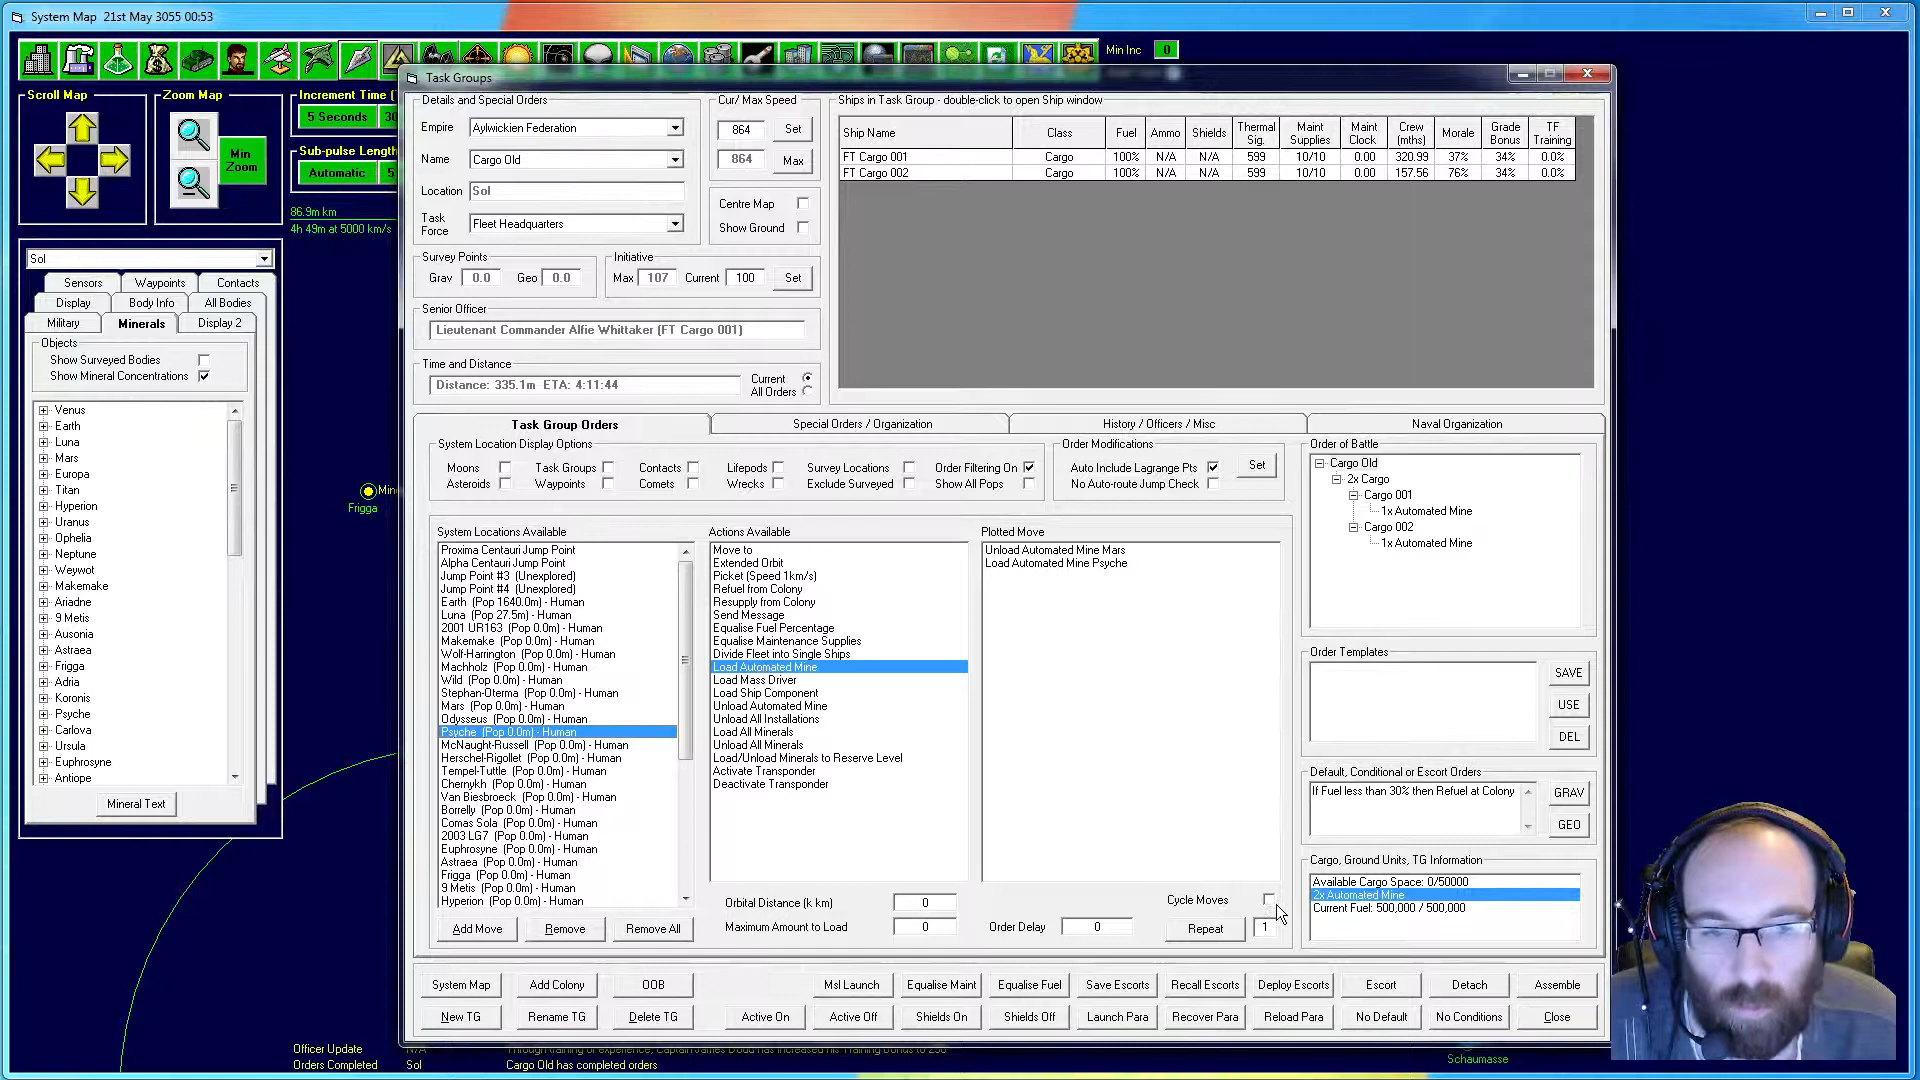 System Map 21st May 3055 00:53
Min Inc 0
Scroll Map
Zoom Map
Min Zoom
5 Seconds
Automatic
86.9m km
4h 49m at 5000 km/s
Sol
Sensors Waypoints Contacts
Display Body Info All Bodies
Military Minerals Display 2
Objects
Show Surveyed Bodies
Show Mineral Concentrations
Venus
Earth
Luna
Mars
Europa
Titan
Hyperion
Uranus
Ophelia
Neptune
Weywot
Makemake
Ariadne
9 Metis
Ausonia
Astraea
Frigga
Adria
Koronis
Psyche
Carlova
Ursula
Euphrosyne
Antiope
Mineral Text
Frigga
Task Groups
Details and Special Orders
Empire Aylwickien Federation
Name Cargo Old
Location Sol
Task Force Fleet Headquarters
Cur/ Max Speed
864 Set
864 Max
Centre Map
Show Ground
Survey Points
Grav 0.0 Geo 0.0
Initiative
Max 107 Current 100 Set
Senior Officer
Lieutenant Commander Alfie Whittaker (FT Cargo 001)
Time and Distance
Distance: 335.1m ETA: 4:11:44
Current
All Orders
Ships in Task Group - double-click to open Ship window
Ship Name Class Fuel Ammo Shields Thermal Sig. Maint Supplies Maint Clock Crew (mths) Morale Grade Bonus TF Training
FT Cargo 001 Cargo 100% N/A N/A 599 10/10 0.00 320.99 37% 34% 0.0%
FT Cargo 002 Cargo 100% N/A N/A 599 10/10 0.00 157.56 76% 34% 0.0%
Task Group Orders Special Orders / Organization History / Officers / Misc Naval Organization
System Location Display Options
Moons Task Groups Contacts Lifepods Survey Locations Order Filtering On
Asteroids Waypoints Comets Wrecks Exclude Surveyed Show All Pops
Order Modifications
Auto Include Lagrange Pts Set
No Auto-route Jump Check
System Locations Available
Proxima Centauri Jump Point
Alpha Centauri Jump Point
Jump Point #3 (Unexplored)
Jump Point #4 (Unexplored)
Earth (Pop 1640.0m) - Human
Luna (Pop 27.5m) - Human
2001 UR163 (Pop 0.0m) - Human
Makemake (Pop 0.0m) - Human
Wolf-Harrington (Pop 0.0m) - Human
Machholz (Pop 0.0m) - Human
Wild (Pop 0.0m) - Human
Stephan-Oterma (Pop 0.0m) - Human
Mars (Pop 0.0m) - Human
Odysseus (Pop 0.0m) - Human
Psyche (Pop 0.0m) - Human
McNaught-Russell (Pop 0.0m) - Human
Herschel-Rigollet (Pop 0.0m) - Human
Tempel-Tuttle (Pop 0.0m) - Human
Chernykh (Pop 0.0m) - Human
Van Biesbroeck (Pop 0.0m) - Human
Borrelly (Pop 0.0m) - Human
Comas Sola (Pop 0.0m) - Human
2003 LG7 (Pop 0.0m) - Human
Euphrosyne (Pop 0.0m) - Human
Astraea (Pop 0.0m) - Human
Frigga (Pop 0.0m) - Human
9 Metis (Pop 0.0m) - Human
Hyperion (Pop 0.0m) - Human
Add Move Remove Remove All
Actions Available
Move to
Extended Orbit
Picket (Speed 1km/s)
Refuel from Colony
Resupply from Colony
Send Message
Equalise Fuel Percentage
Equalise Maintenance Supplies
Divide Fleet into Single Ships
Load Automated Mine
Load Mass Driver
Load Ship Component
Unload Automated Mine
Unload All Installations
Load All Minerals
Unload All Minerals
Load/Unload Minerals to Reserve Level
Activate Transponder
Deactivate Transponder
Orbital Distance (k km) 0
Maximum Amount to Load 0
Plotted Move
Unload Automated Mine Mars
Load Automated Mine Psyche
Cycle Moves
Order Delay 0
Repeat 1
Order of Battle
Cargo Old
2x Cargo
Cargo 001
1x Automated Mine
Cargo 002
1x Automated Mine
Order Templates
SAVE
USE
DEL
Default, Conditional or Escort Orders
If Fuel less than 30% then Refuel at Colony
GRAV
GEO
Cargo, Ground Units, TG Information
Available Cargo Space: 0/50000
2x Automated Mine
Current Fuel: 500,000 / 500,000
System Map Add Colony OOB Msl Launch Equalise Maint Equalise Fuel Save Escorts Recall Escorts Deploy Escorts Escort Detach Assemble
New TG Rename TG Delete TG Active On Active Off Shields On Shields Off Launch Para Recover Para Reload Para No Default No Conditions Close
Officer Update N/A
Orders Completed Sol Cargo Old has completed orders
Schaumasse